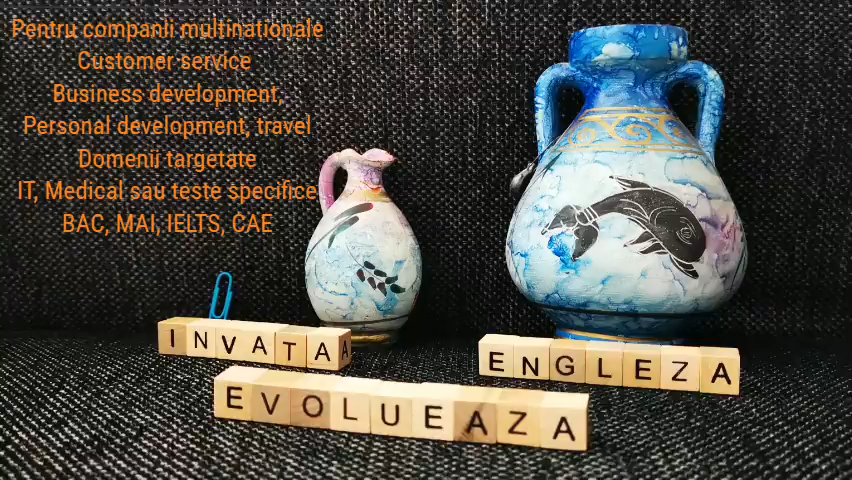 Pentru companii multinationale
Customer service
Business development,
Personal development, travel
Domenii targetate
IT, Medical sau teste specifice
BAC, MAI, IELTS, CAE
INVATAA
ENGLEZA
EVOLUEAZA